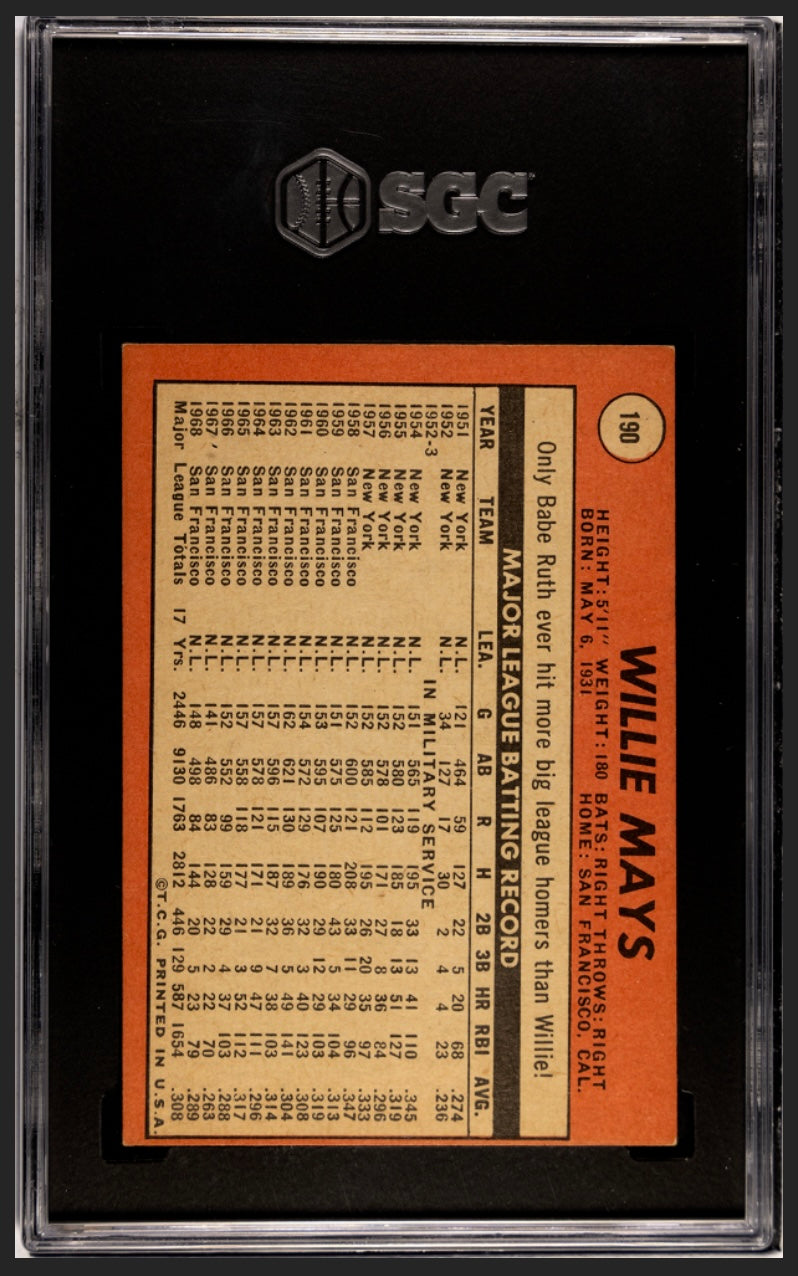 SGC
190
WILLIE MAYS
HEIGHT: 5'11" WEIGHT: 180 BATS: RIGHT THROWS: RIGHT
BORN: MAY 6, 1931 HOME: SAN FRANCISCO, CAL.
Only Babe Ruth ever hit more big league homers than Willie!
MAJOR LEAGUE BATTING RECORD
YEAR TEAM LEA. G AB R H 2B 3B HR RBI AVG.
1951 New York N.L. 121 464 59 127 22 5 20 68 .274
1952 New York N.L. 34 127 17 30 2 4 4 23 .236
1952-3 IN MILITARY SERVICE
1954 New York N.L. 151 565 119 195 33 13 41 110 .345
1955 New York N.L. 152 580 123 185 18 13 51 127 .319
1956 New York N.L. 152 578 101 171 27 8 36 84 .296
1957 New York N.L. 152 585 112 195 26 20 35 97 .333
1958 San Francisco N.L. 152 600 121 208 33 11 29 96 .347
1959 San Francisco N.L. 151 575 125 180 43 5 34 104 .313
1960 San Francisco N.L. 153 595 107 190 29 12 29 103 .319
1961 San Francisco N.L. 154 572 129 176 32 3 40 123 .308
1962 San Francisco N.L. 162 621 130 189 36 5 49 141 .304
1963 San Francisco N.L. 157 596 115 187 32 7 38 103 .314
1964 San Francisco N.L. 157 578 121 171 21 9 47 111 .296
1965 San Francisco N.L. 157 558 118 177 21 3 52 112 .317
1966 San Francisco N.L. 152 552 99 159 29 4 37 103 .288
1967 San Francisco N.L. 141 486 83 128 22 2 22 70 .263
1968 San Francisco N.L. 148 498 84 144 20 5 23 79 .289
Major League Totals 17 Yrs. 2446 9130 1763 2812 446 129 587 1654 .308
©T.C.G. PRINTED IN U.S.A.